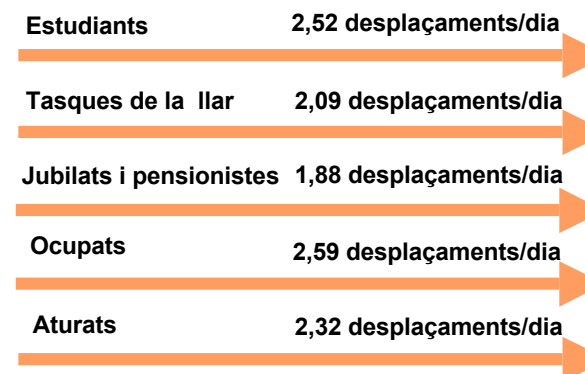 Estudiants 2,52 desplaçaments/dia
Tasques de la llar 2,09 desplaçaments/dia
Jubilats i pensionistes 1,88 desplaçaments/dia
Ocupats 2,59 desplaçaments/dia
Aturats 2,32 desplaçaments/dia